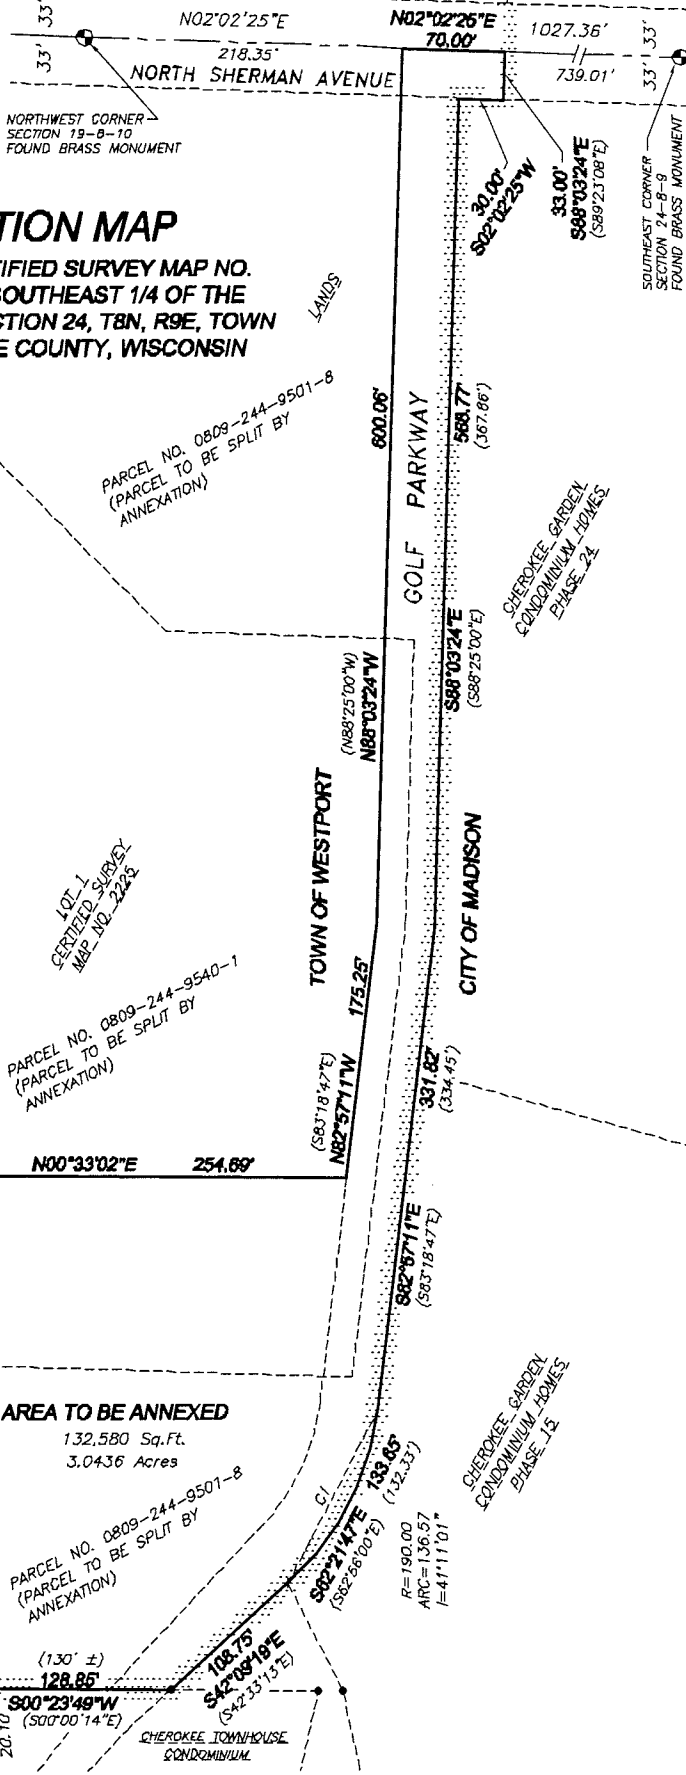 33'
33'
N02°02'25"E
218.35'
N02°02'25"E
70.00'
1027.36'
739.01'
33'
33'
NORTH SHERMAN AVENUE
NORTHWEST CORNER
SECTION 19-8-10
FOUND BRASS MONUMENT
30.00'
S02°02'25"W
33.00'
S88°03'24"E
(S89°23'08"E)
SOUTHEAST CORNER
SECTION 24-8-9
FOUND BRASS MONUMENT
TION MAP
TIFIED SURVEY MAP NO.
SOUTHEAST 1/4 OF THE
CTION 24, T8N, R9E, TOWN
E COUNTY, WISCONSIN
LANDS
PARCEL NO. 0809-244-9501-8
(PARCEL TO BE SPLIT BY
ANNEXATION)
600.06'
GOLF PARKWAY
568.77'
(367.86')
CHEROKEE GARDEN
CONDOMINIUM HOMES
PHASE 24
(N88°25'00"W)
N88°03'24"W
S88°03'24"E
(S88°25'00"E)
TOWN OF WESTPORT
CITY OF MADISON
LOT 1
CERTIFIED SURVEY
MAP NO. 2225
PARCEL NO. 0809-244-9540-1
(PARCEL TO BE SPLIT BY
ANNEXATION)
175.25'
(S83°18'47"E)
N82°57'11"W
331.82'
(334.45')
N00°33'02"E 254.69'
S82°57'11"E
(S83°18'47"E)
AREA TO BE ANNEXED
132,580 Sq.Ft.
3.0436 Acres
CHEROKEE GARDEN
CONDOMINIUM HOMES
PHASE 15
PARCEL NO. 0809-244-9501-8
(PARCEL TO BE SPLIT BY
ANNEXATION)
C1
133.65'
(132.33')
S62°21'47"E
(S62°56'00"E)
R=190.00
ARC=136.57
I=41°11'01"
(130' ±)
128.85'
S00°23'49"W
(S00°00'14"E)
108.75'
S42°09'19"E
(S42°33'13"E)
20.10
CHEROKEE TOWNHOUSE
CONDOMINIUM